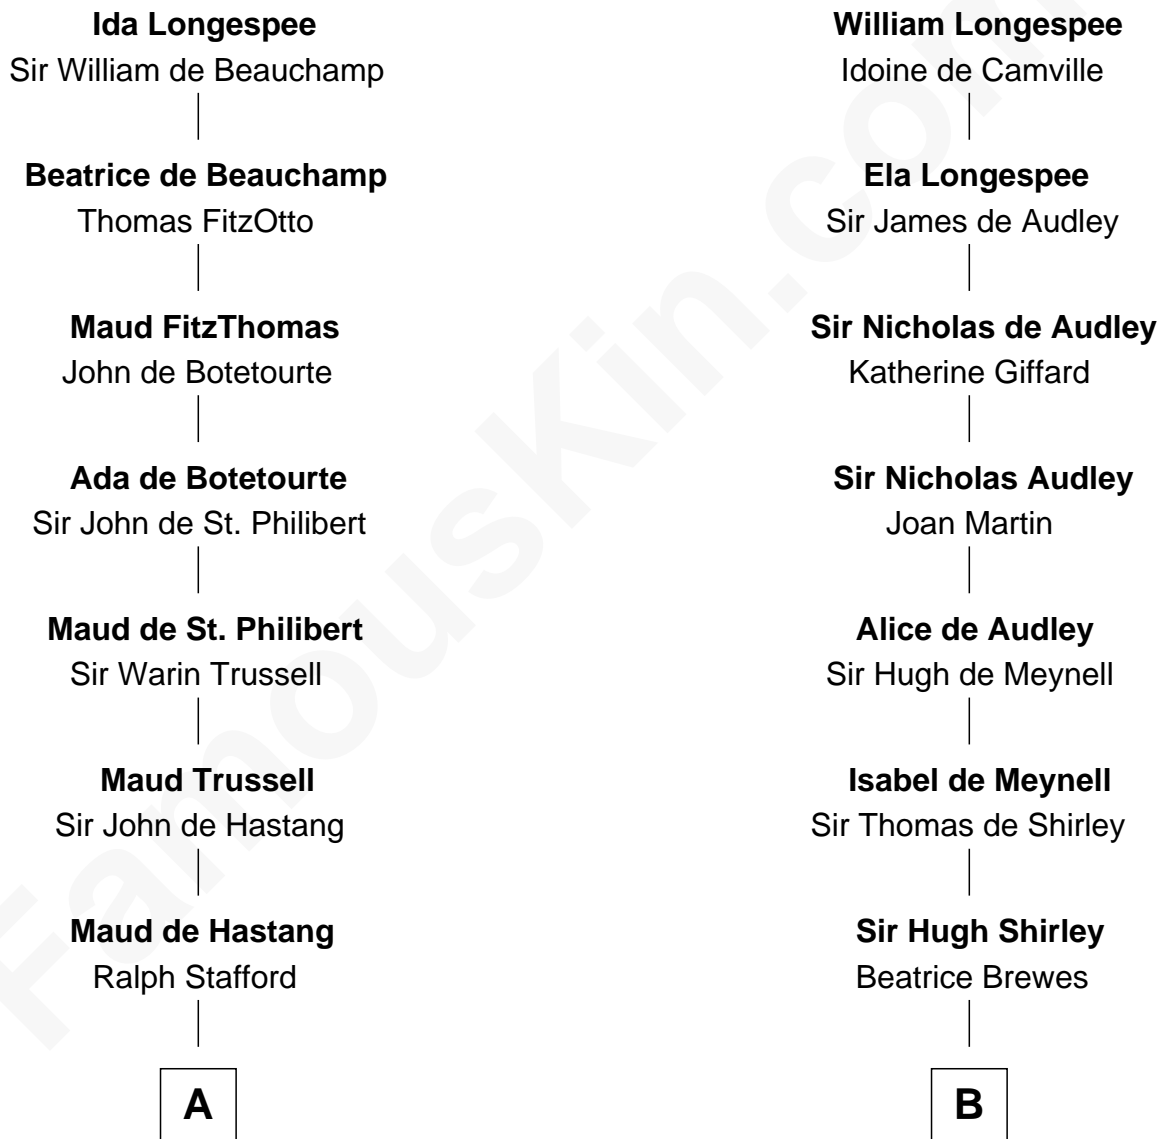 Ida Longespee
Sir William de Beauchamp
Beatrice de Beauchamp
Thomas FitzOtto
Maud FitzThomas
John de Botetourte
Ada de Botetourte
Sir John de St. Philibert
Maud de St. Philibert
Sir Warin Trussell
Maud Trussell
Sir John de Hastang
Maud de Hastang
Ralph Stafford
A
William Longespee
Idoine de Camville
Ela Longespee
Sir James de Audley
Sir Nicholas de Audley
Katherine Giffard
Sir Nicholas Audley
Joan Martin
Alice de Audley
Sir Hugh de Meynell
Isabel de Meynell
Sir Thomas de Shirley
Sir Hugh Shirley
Beatrice Brewes
B
FamousKin.com